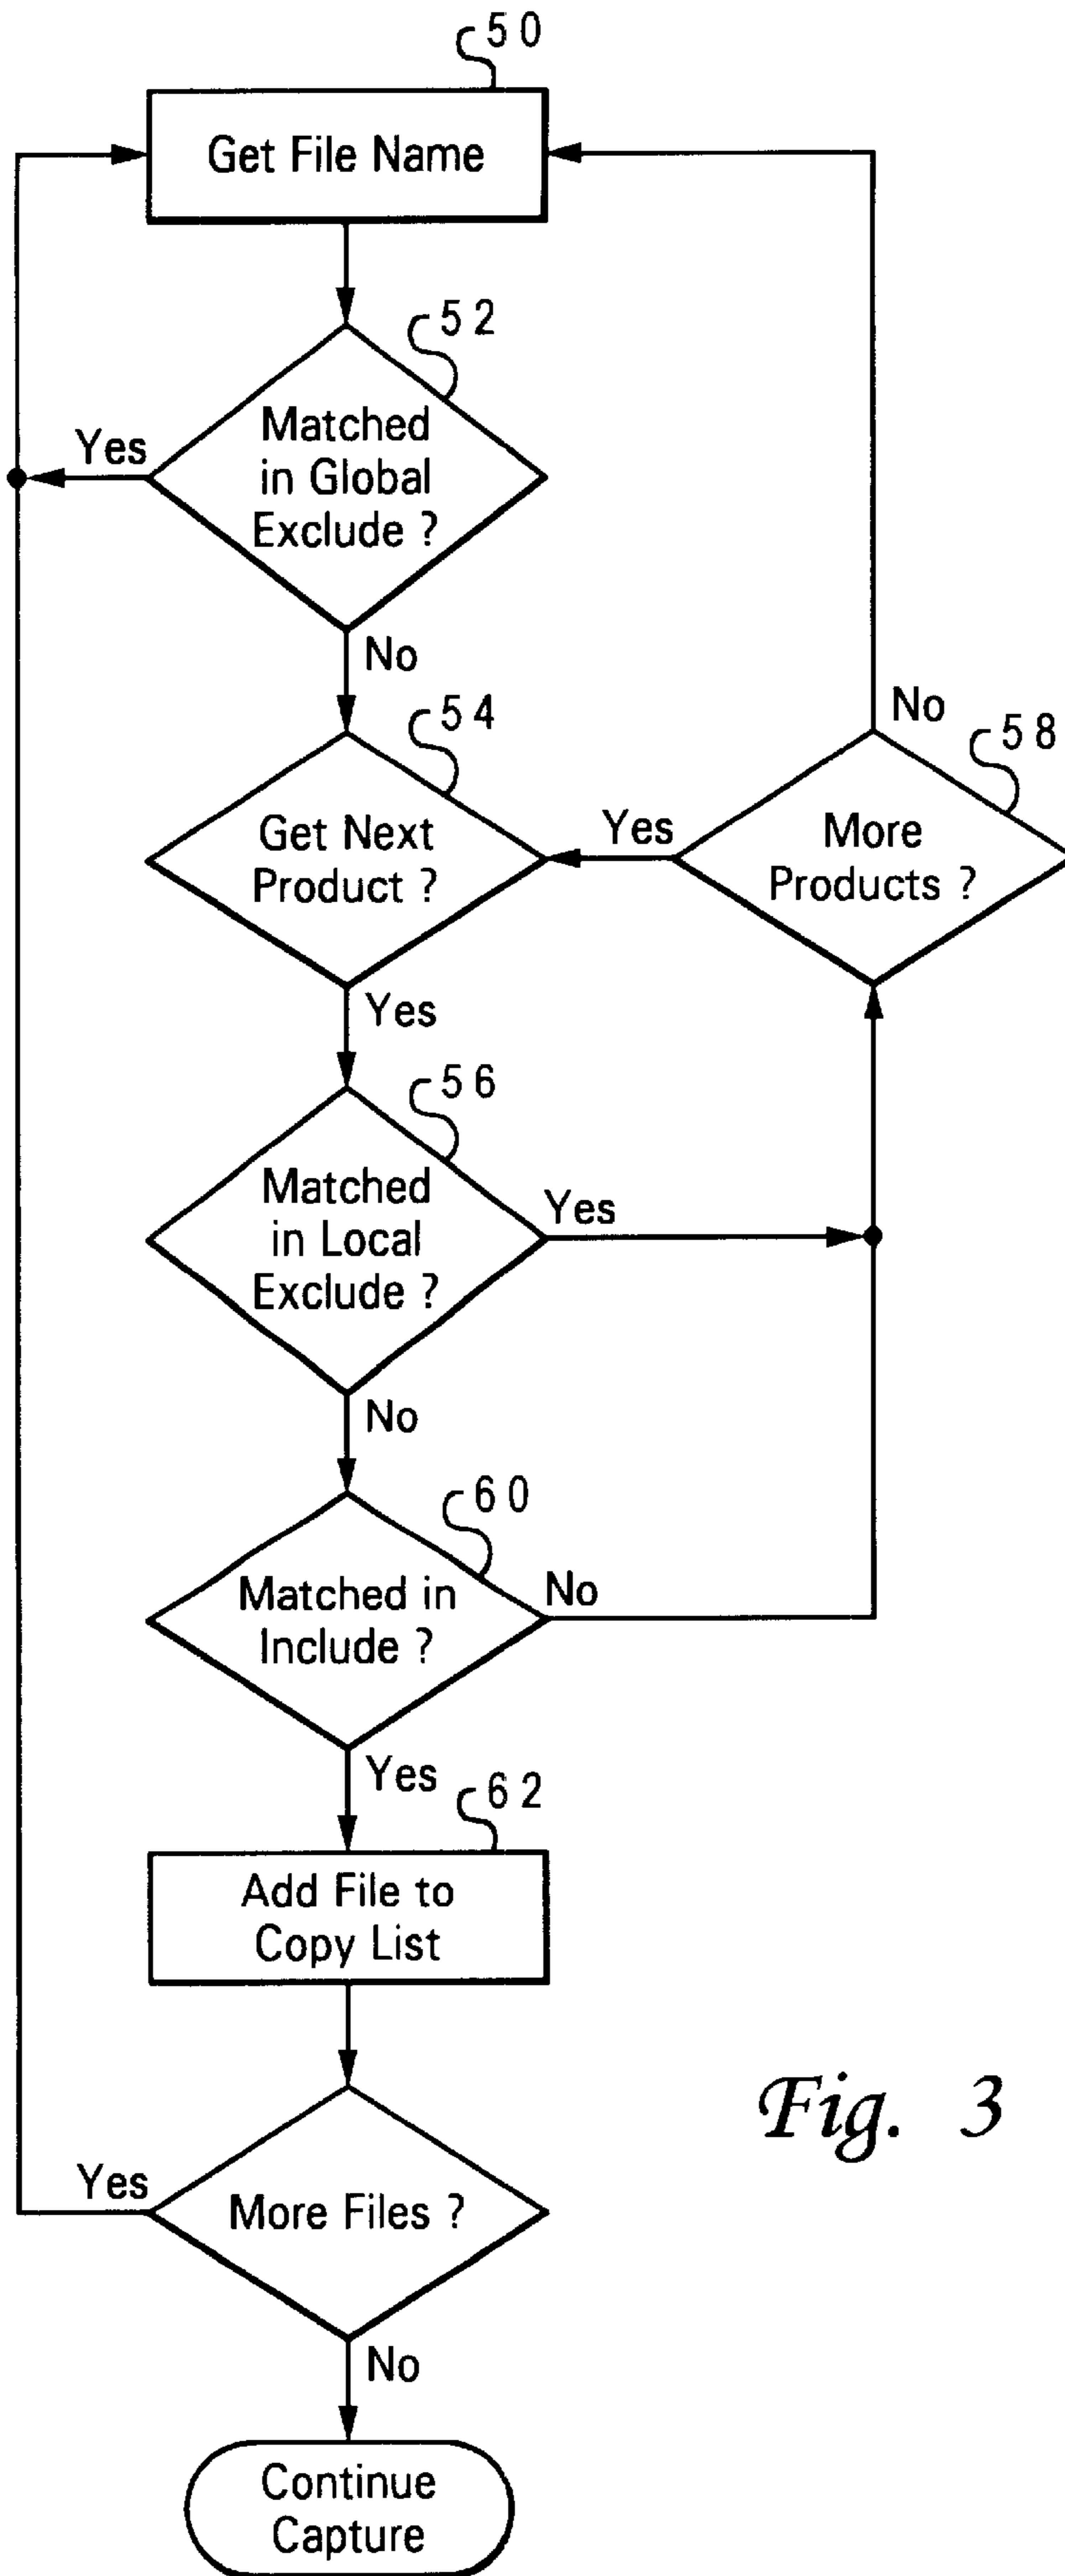 50
Get File Name
52
Matched
in Global
Exclude ?
Yes
No
54
Get Next
Product ?
Yes
No
58
More
Products ?
Yes
56
Matched
in Local
Exclude ?
Yes
No
60
Matched in
Include ?
No
Yes
62
Add File to
Copy List
More Files ?
Yes
No
Continue
Capture
Fig. 3